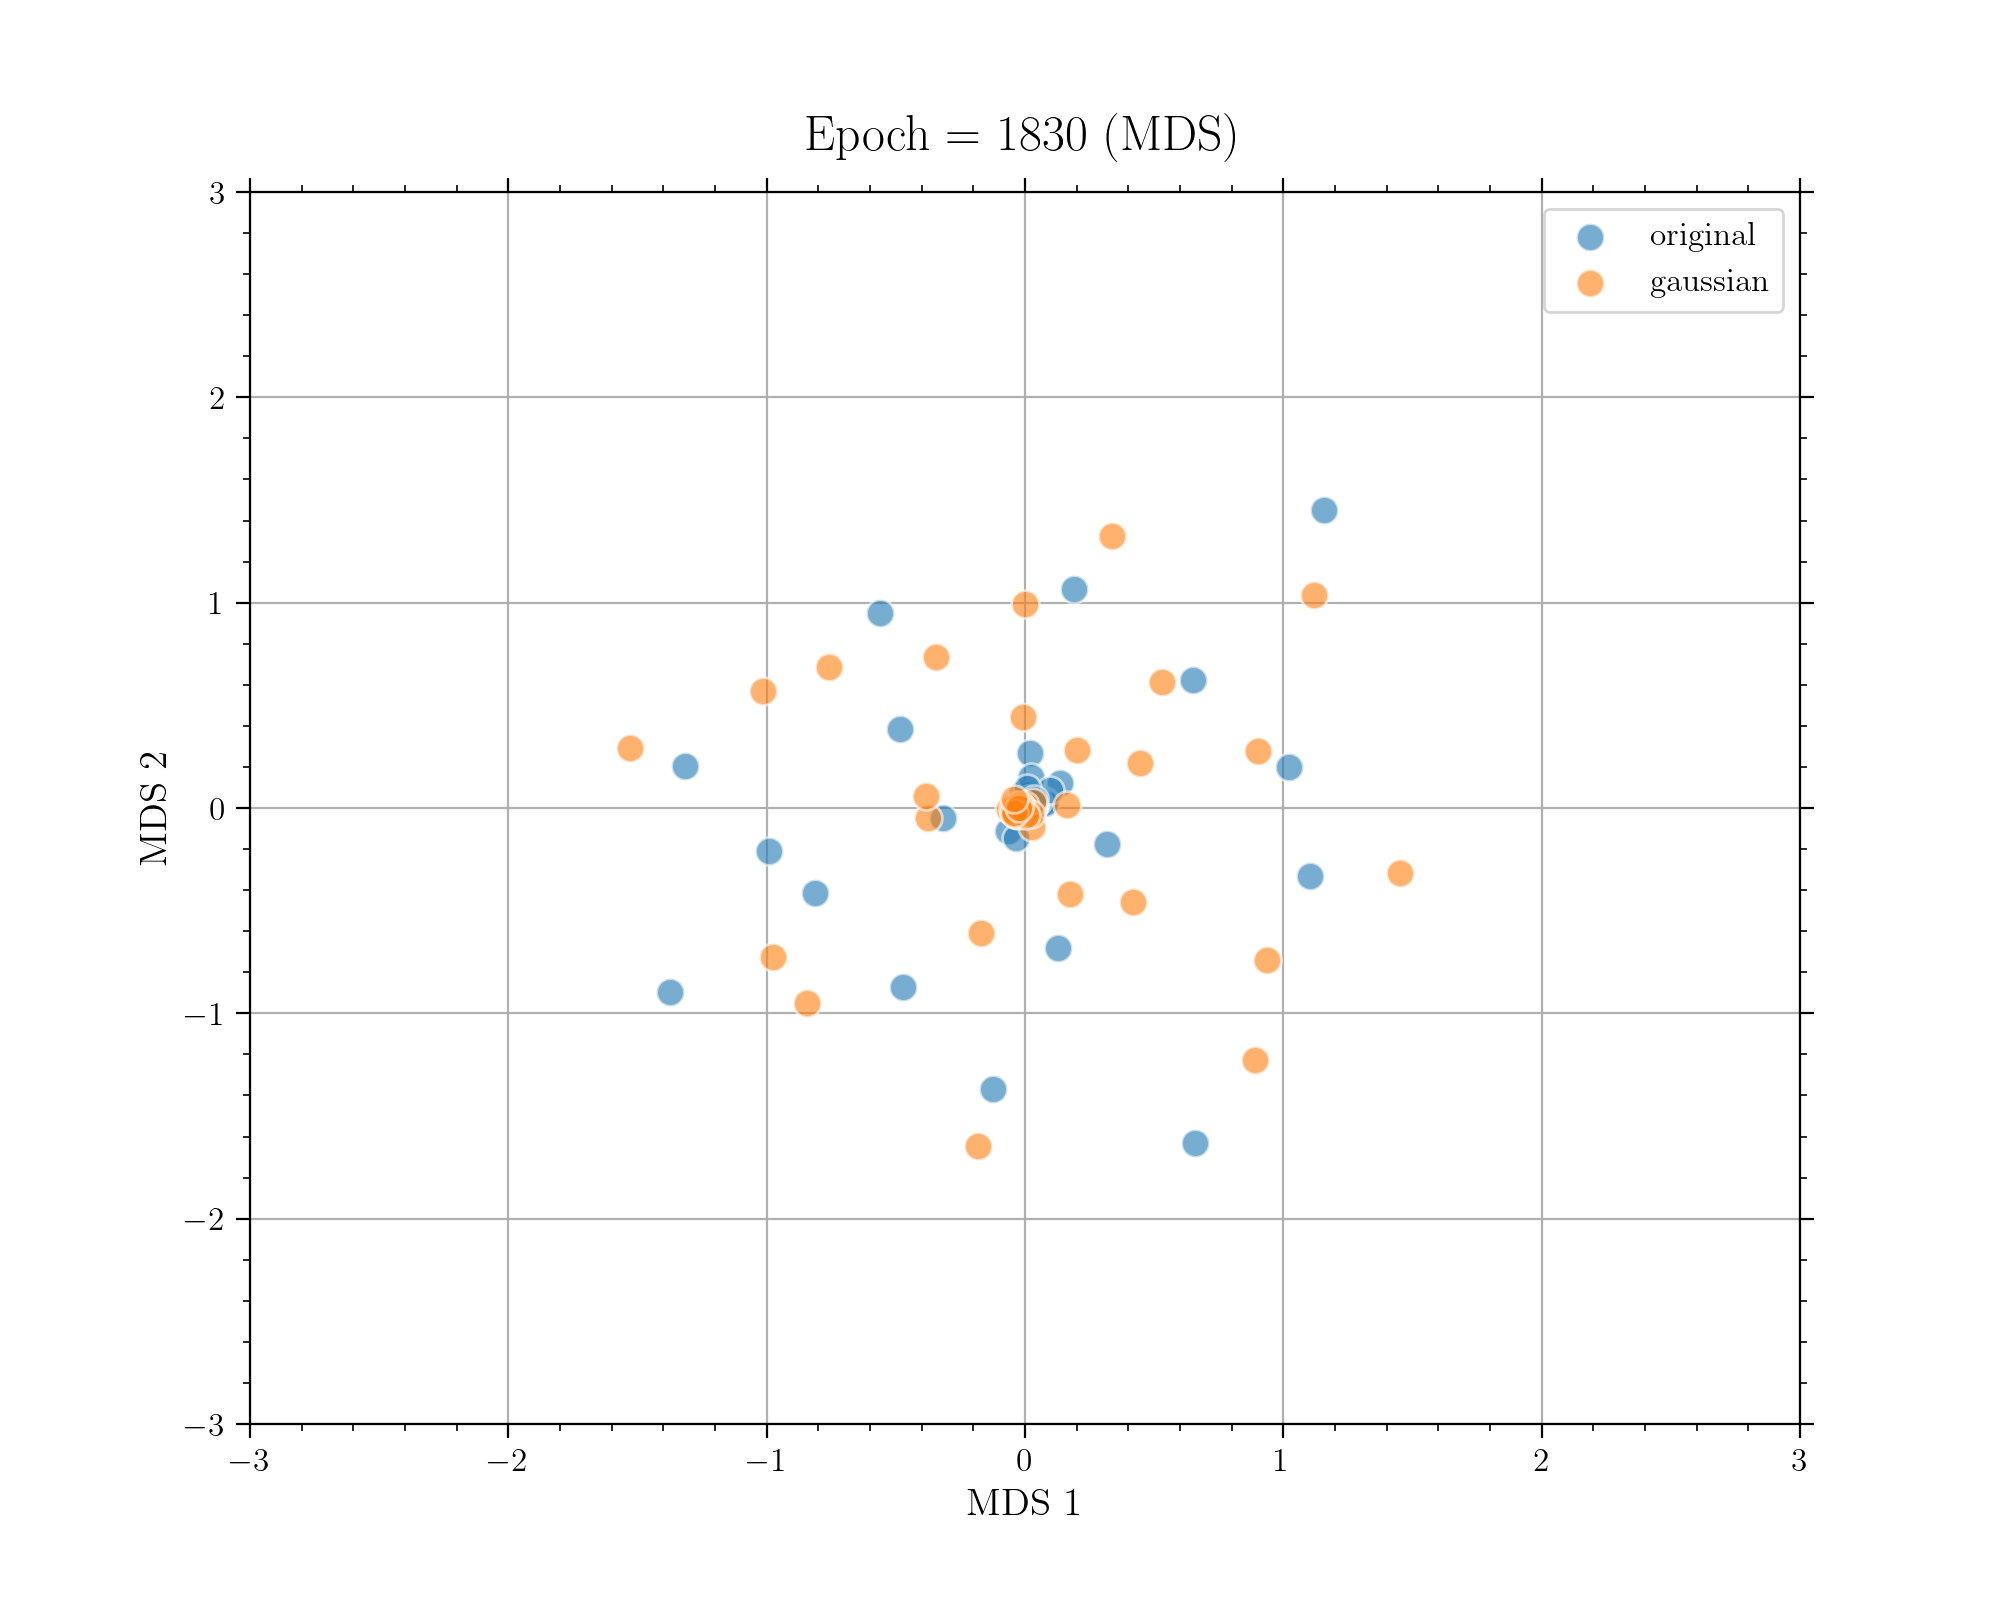 Epoch = 1830 (MDS)
original
gaussian
3
2
1
0
−1
−2
−3
MDS 2
−3 −2 −1 0 1 2 3
MDS 1